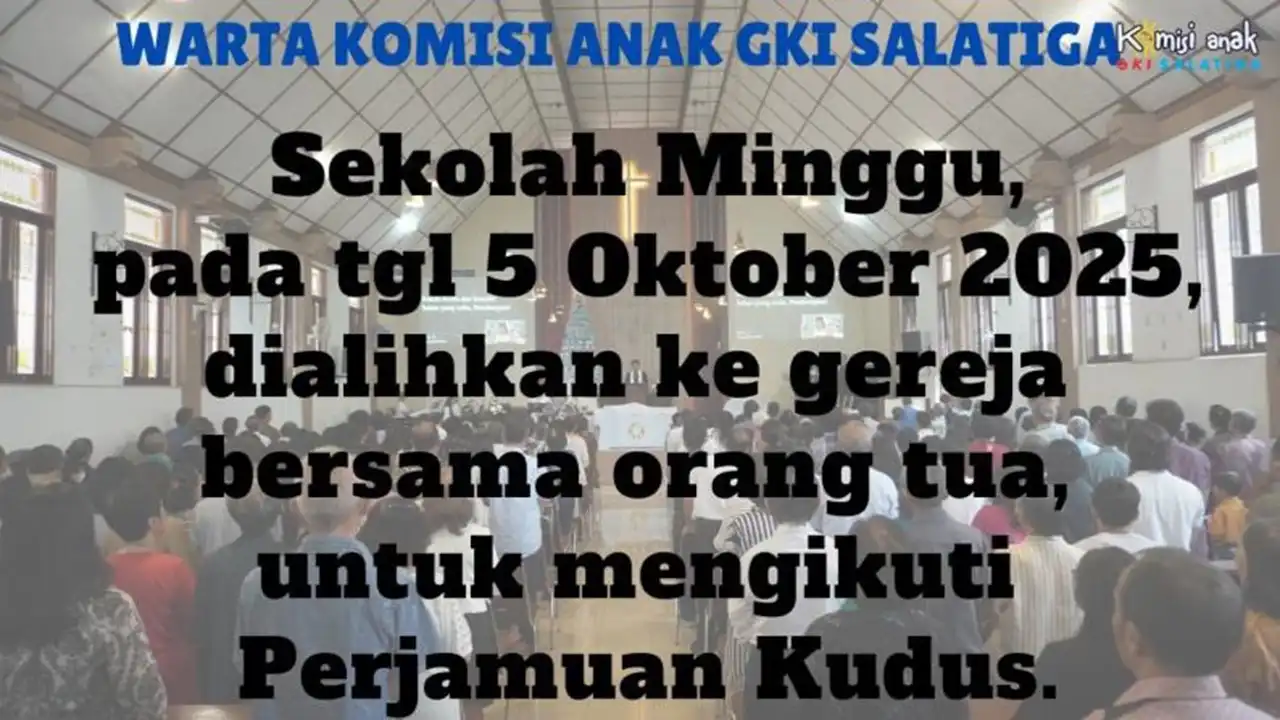 WARTA KOMISI ANAK GKI SALATIGA
Komisi anak
GKI SALATIGA
Sekolah Minggu,
pada tgl 5 Oktober 2025,
dialihkan ke gereja
bersama orang tua,
untuk mengikuti
Perjamuan Kudus.